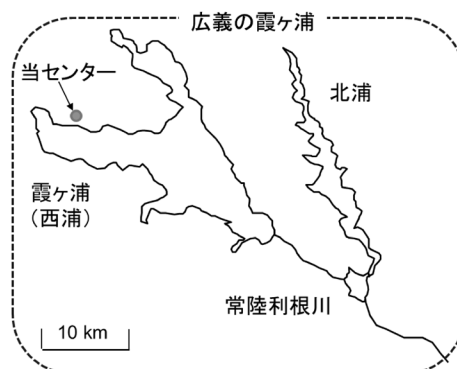 広義の霞ヶ浦
当センター
北浦
霞ヶ浦
（西浦）
常陸利根川
10 km